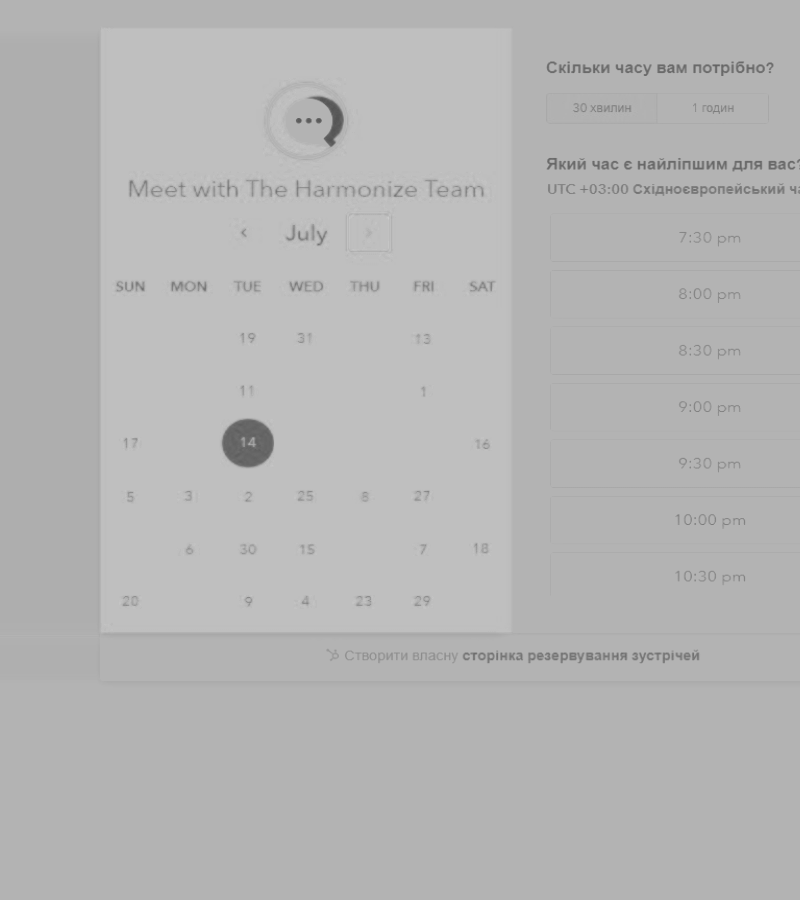 Meet with The Harmonize Team
July
SUN MON TUE WED THU FRI SAT
19 31 13
11 1
17 14 16
5 3 2 25 8 27
6 30 15 7 18
20 9 4 23 29
Скільки часу вам потрібно?
30 хвилин 1 годин
Який час є найліпшим для вас?
UTC +03:00 Східноєвропейський ча
7:30 pm
8:00 pm
8:30 pm
9:00 pm
9:30 pm
10:00 pm
10:30 pm
Створити власну сторінка резервування зустрічей